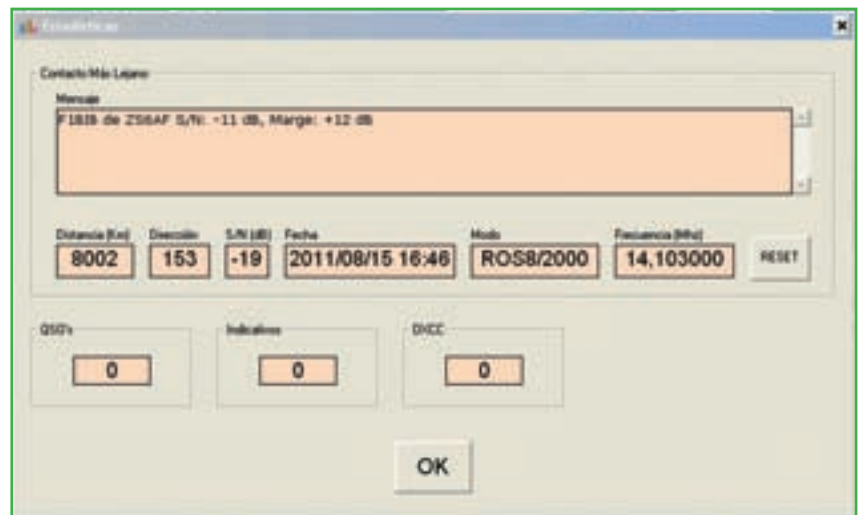 Estadísticas
Contacto Más Lejano
Mensaje
de ZS6AF S/N: -11 dB, Marge: +12 dB
Distancia (Km) Dirección S/N (dB) Fecha Modo Frecuencia (Mhz)
8002 153 -19 2011/08/15 16:46 ROS8/2000 14,103000 RESET
QSO's Indicativos DXCC
0 0 0
OK